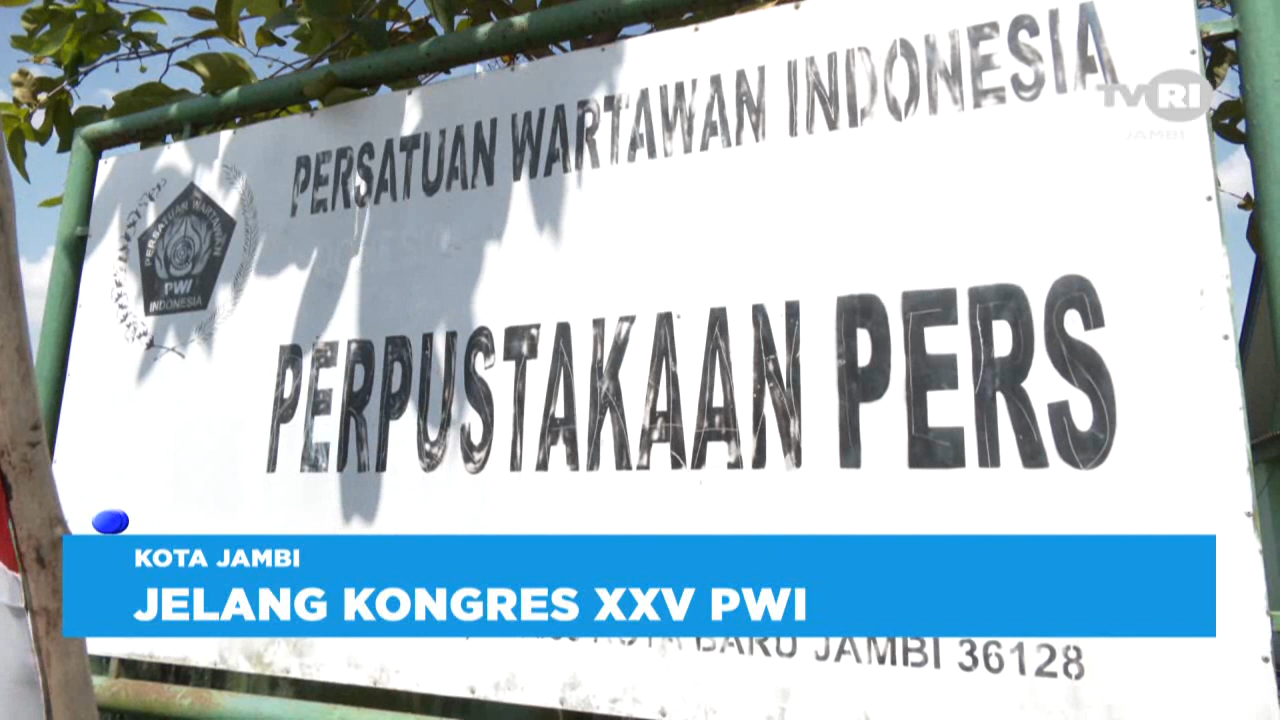 PERSATUAN WARTAWAN INDONESIA
TVRI
JAMBI
PERSATUAN WARTAWAN
PWI
INDONESIA
PERPUSTAKAAN PERS
KOTA JAMBI
JELANG KONGRES XXV PWI
KOTA BARU JAMBI 36128